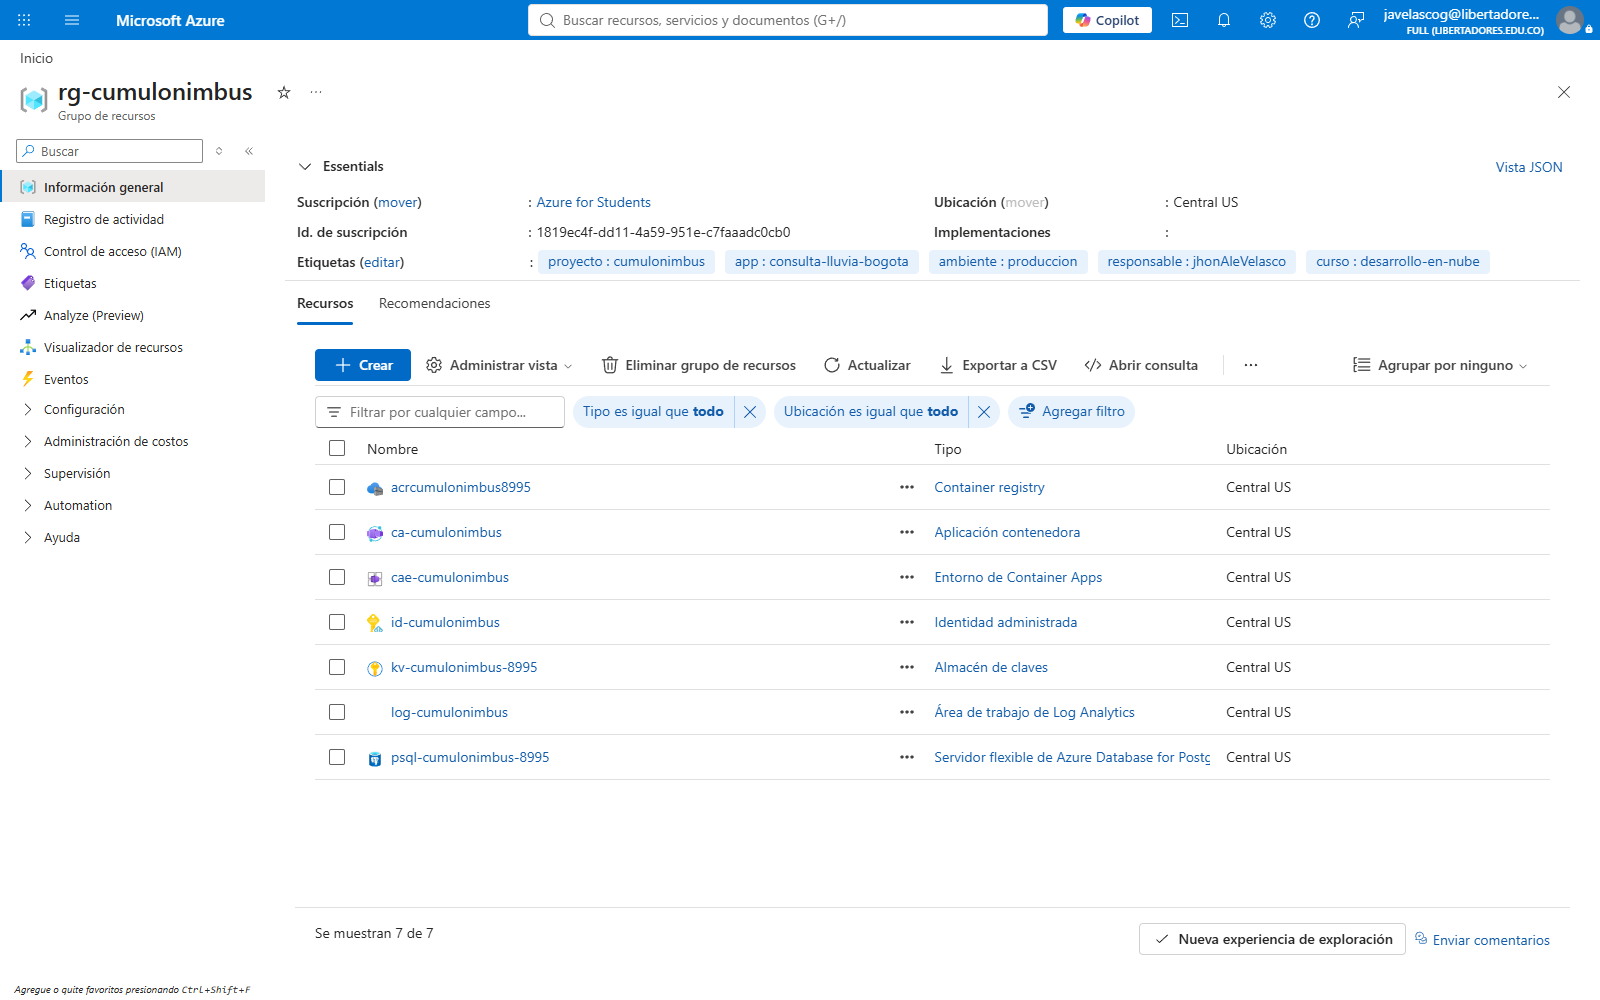 Microsoft Azure
Buscar recursos, servicios y documentos (G+/)
Copilot
javelascog@libertadore...
FULL (LIBERTADORES.EDU.CO)
Inicio
rg-cumulonimbus
Grupo de recursos
Buscar
Información general
Registro de actividad
Control de acceso (IAM)
Etiquetas
Analyze (Preview)
Visualizador de recursos
Eventos
Configuración
Administración de costos
Supervisión
Automation
Ayuda
Essentials
Vista JSON
Suscripción (mover) : Azure for Students
Ubicación (mover) : Central US
Id. de suscripción : 1819ec4f-dd11-4a59-951e-c7faaadc0cb0
Implementaciones :
Etiquetas (editar) : proyecto : cumulonimbus app : consulta-lluvia-bogota ambiente : produccion responsable : jhonAleVelasco curso : desarrollo-en-nube
Recursos Recomendaciones
Crear Administrar vista Eliminar grupo de recursos Actualizar Exportar a CSV Abrir consulta ... Agrupar por ninguno
Filtrar por cualquier campo... Tipo es igual que todo Ubicación es igual que todo Agregar filtro
Nombre Tipo Ubicación
acrcumulonimbus8995 ... Container registry Central US
ca-cumulonimbus ... Aplicación contenedora Central US
cae-cumulonimbus ... Entorno de Container Apps Central US
id-cumulonimbus ... Identidad administrada Central US
kv-cumulonimbus-8995 ... Almacén de claves Central US
log-cumulonimbus ... Área de trabajo de Log Analytics Central US
psql-cumulonimbus-8995 ... Servidor flexible de Azure Database for Postg Central US
Se muestran 7 de 7
Nueva experiencia de exploración
Enviar comentarios
Agregue o quite favoritos presionando Ctrl+Shift+F